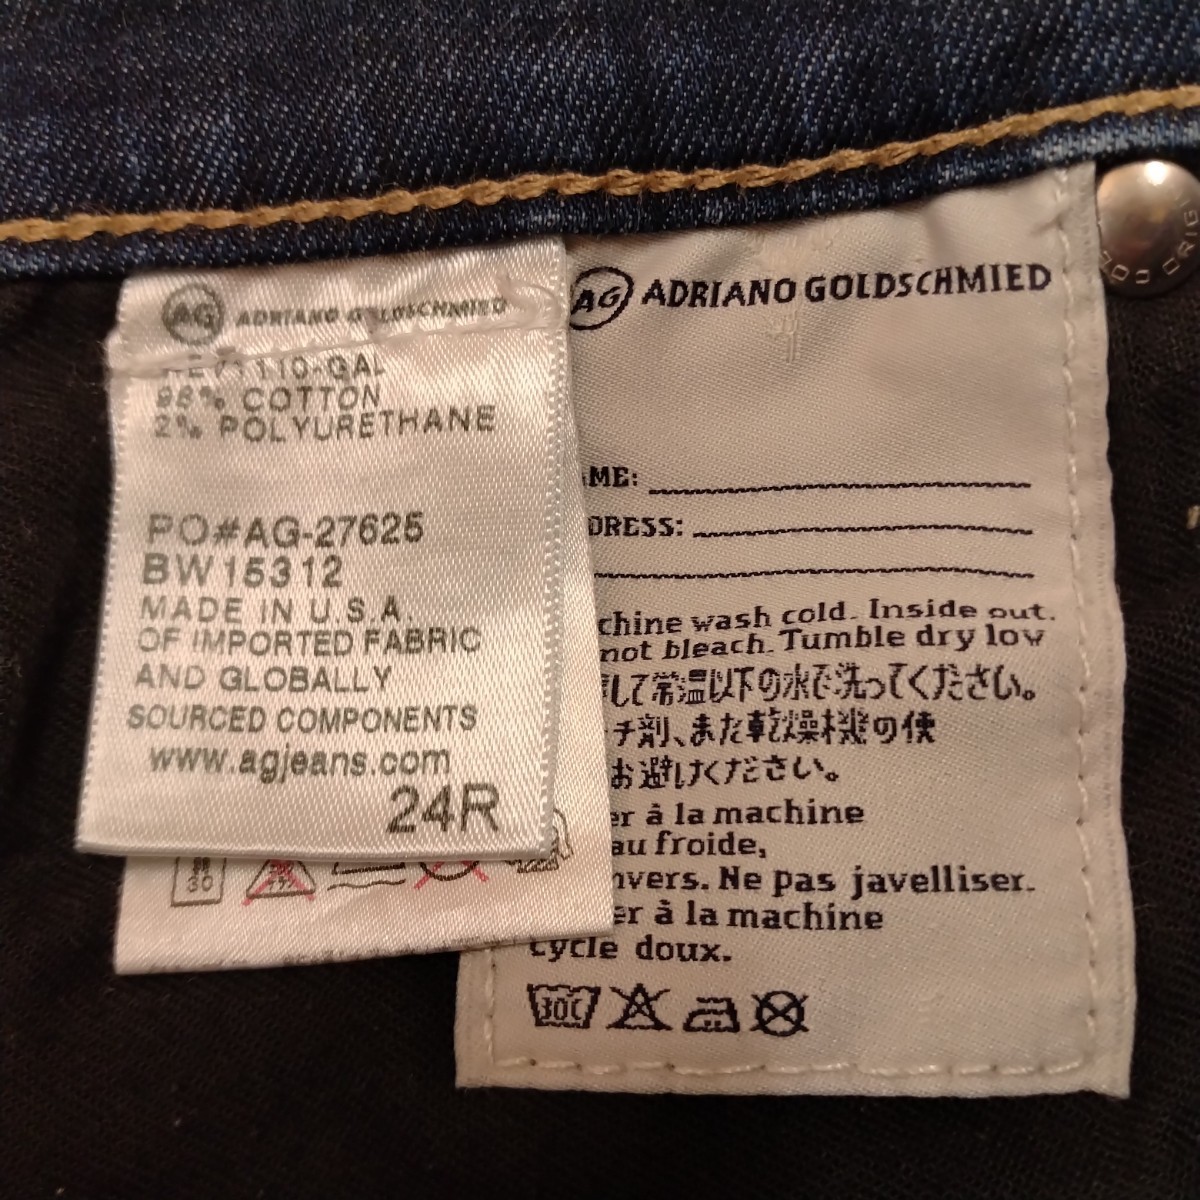 AG ADRIANO GOLDSCHMIED
98% COTTON
2% POLYURETHANE
PO#AG-27625
BW15312
MADE IN U.S.A.
OF IMPORTED FABRIC
AND GLOBALLY
SOURCED COMPONENTS
www.agjeans.com
24R
30
AG ADRIANO GOLDSCHMIED
ME:
DRESS:
chine wash cold. Inside out.
not bleach. Tumble dry low
して常温以下の水で洗ってください。
チ剤、また乾燥機の使
お避けください。
er à la machine
au froide,
nvers. Ne pas javelliser.
er à la machine
cycle doux.
30C